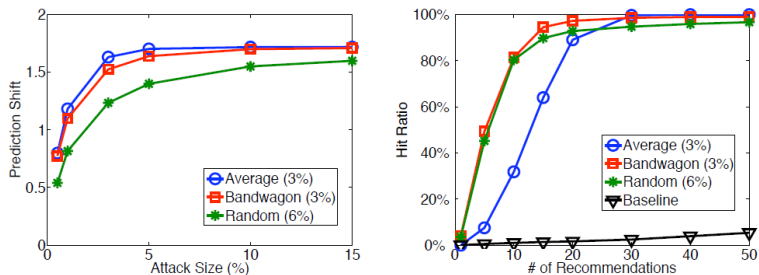 2
1.5
1
0.5
0
0
5
10
15
Prediction Shift
Attack Size (%)
Average (3%)
Bandwagon (3%)
Random (6%)
100%
80%
60%
40%
20%
0%
0
10
20
30
40
50
Hit Ratio
# of Recommendations
Average (3%)
Bandwagon (3%)
Random (6%)
Baseline